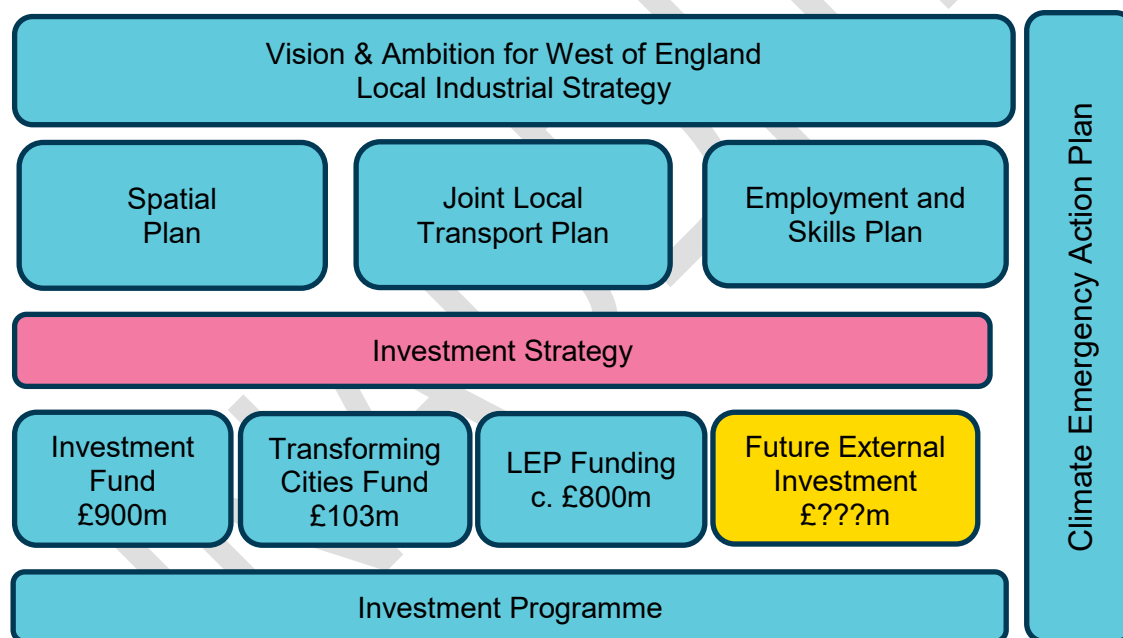 Vision & Ambition for West of England
Local Industrial Strategy
Spatial
Plan
Joint Local
Transport Plan
Employment and
Skills Plan
Investment Strategy
Investment
Fund
£900m
Transforming
Cities Fund
£103m
LEP Funding
c. £800m
Future External
Investment
£???m
Investment Programme
Climate Emergency Action Plan